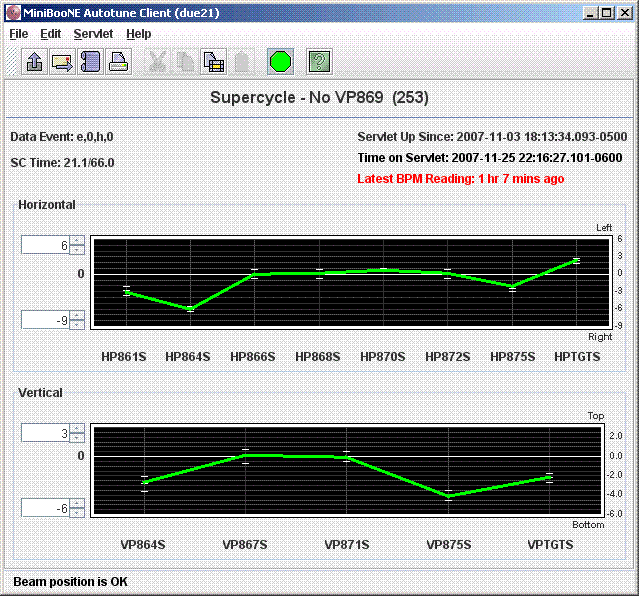 MiniBooNE Autotune Client (due21)
File Edit Servlet Help
Supercycle - No VP869 (253)
Data Event: e,0,h,0
Servlet Up Since: 2007-11-03 18:13:34.093-0500
Time on Servlet: 2007-11-25 22:16:27.101-0600
SC Time: 21.1/66.0
Latest BPM Reading: 1 hr 7 mins ago
Horizontal
Left
6
6
3
0
0
-3
-6
-9
-9
Right
HP861S HP864S HP866S HP868S HP870S HP872S HP875S HPTGTS
Vertical
Top
3
2.0
0
0.0
-2.0
-4.0
-6
-6.0
Bottom
VP864S VP867S VP871S VP875S VPTGTS
Beam position is OK